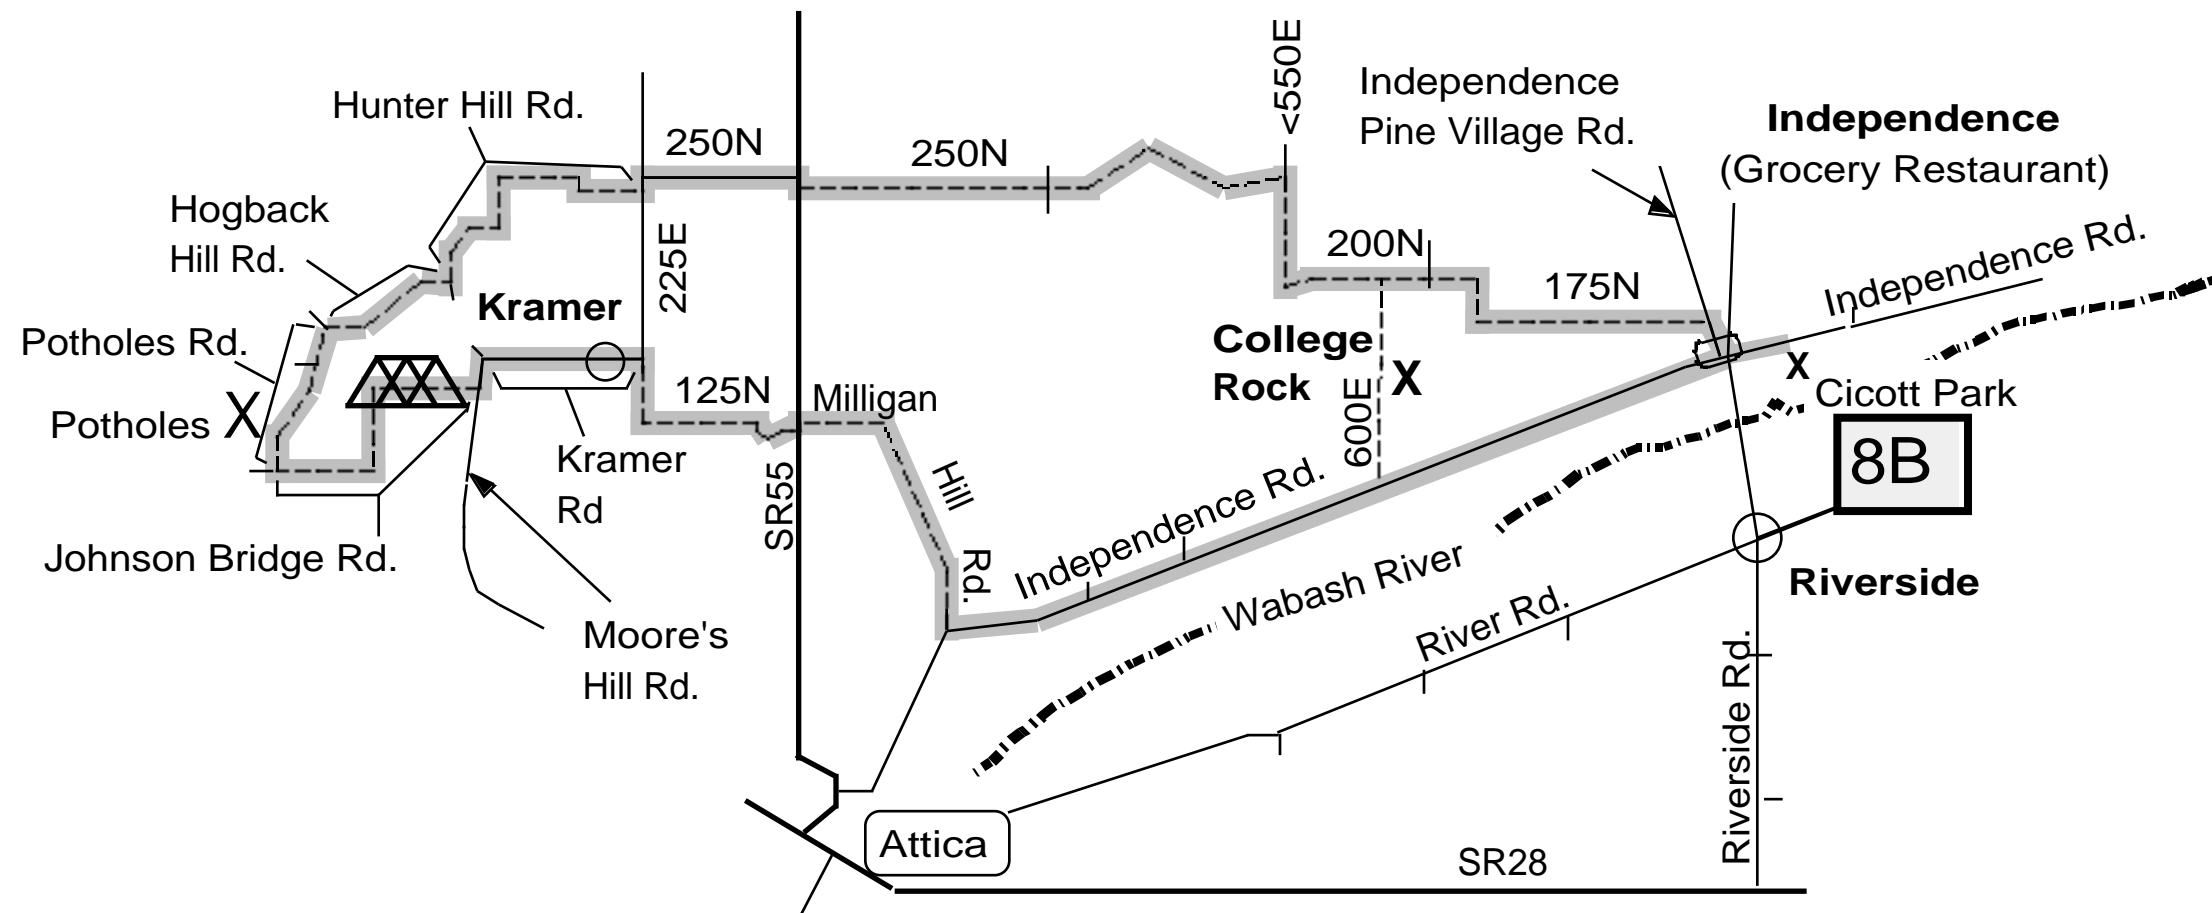 <550E
Independence
Pine Village Rd.
Hunter Hill Rd.
250N
250N
Independence
(Grocery Restaurant)
Hogback
Hill Rd.
225E
200N
175N
Independence Rd.
Kramer
Potholes Rd.
College
Rock
X
600E
X
Cicott Park
125N
Milligan
Hill
Rd.
Potholes X
Kramer
Rd
SR55
8B
Johnson Bridge Rd.
Independence Rd.
Wabash River
Riverside
River Rd.
Moore's
Hill Rd.
Riverside Rd.
Attica
SR28